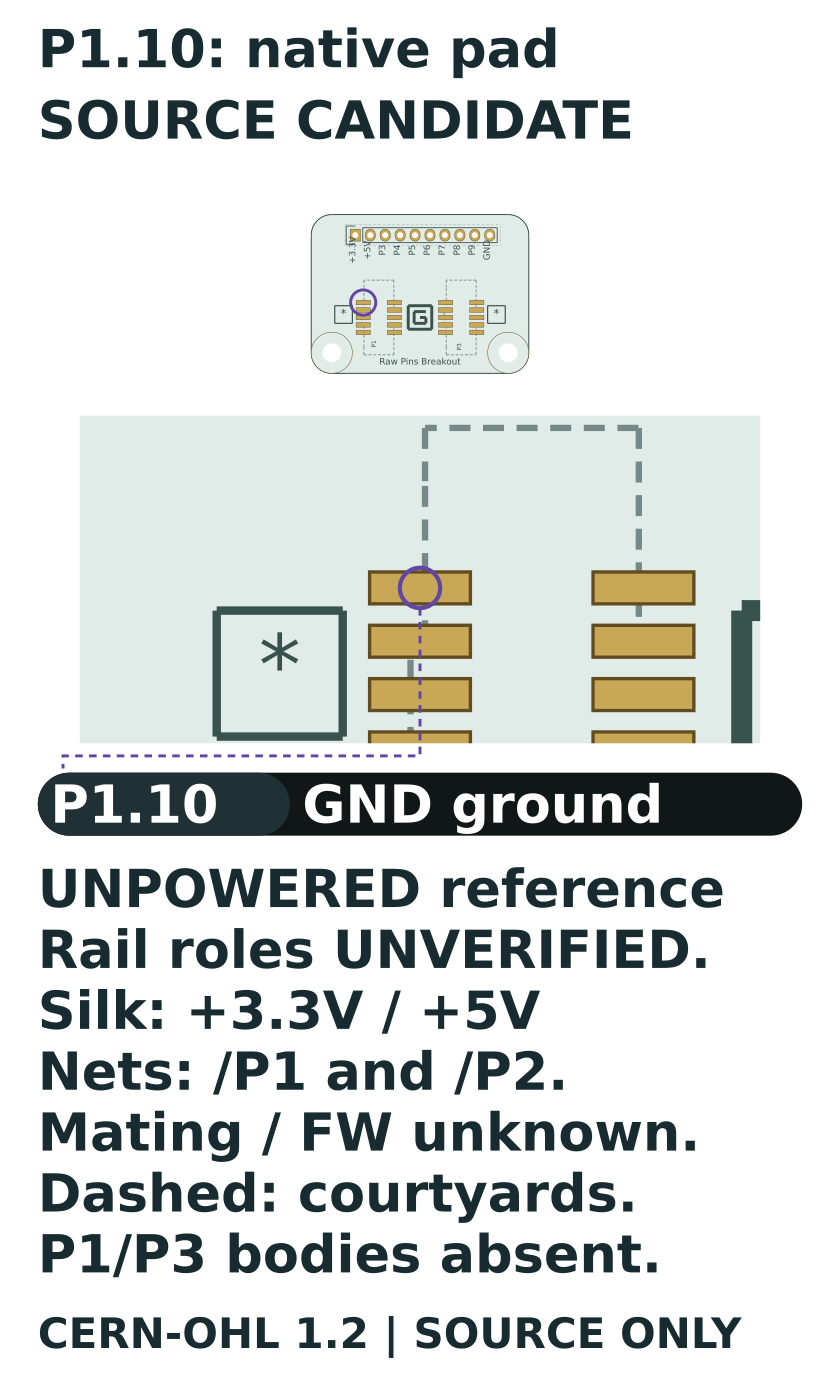 P1.10: native pad
SOURCE CANDIDATE
+3.3V +5V P3 P4 P5 P6 P7 P8 P9 GND
* G *
P1 P3
Raw Pins Breakout
*
P1.10 GND ground
UNPOWERED reference
Rail roles UNVERIFIED.
Silk: +3.3V / +5V
Nets: /P1 and /P2.
Mating / FW unknown.
Dashed: courtyards.
P1/P3 bodies absent.
CERN-OHL 1.2 | SOURCE ONLY